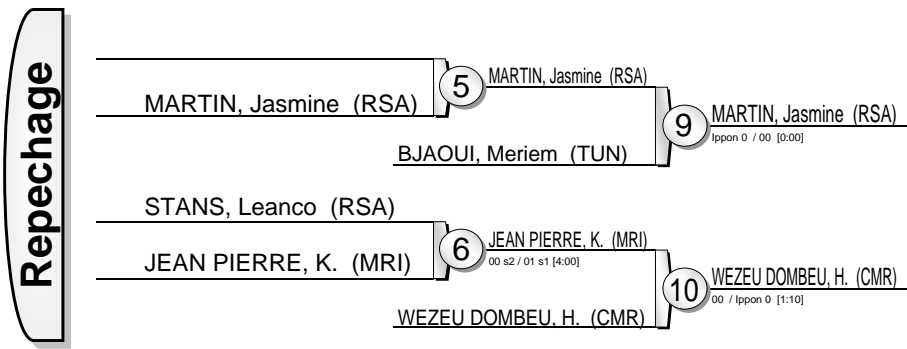 Repechage
MARTIN, Jasmine (RSA)
5
MARTIN, Jasmine (RSA)
BJAOUI, Meriem (TUN)
9
MARTIN, Jasmine (RSA)
Ippon 0 / 00 [0:00]
STANS, Leanco (RSA)
JEAN PIERRE, K. (MRI)
6
JEAN PIERRE, K. (MRI)
00 s2 / 01 s1 [4:00]
WEZEU DOMBEU, H. (CMR)
10
WEZEU DOMBEU, H. (CMR)
00 / Ippon 0 [1:10]